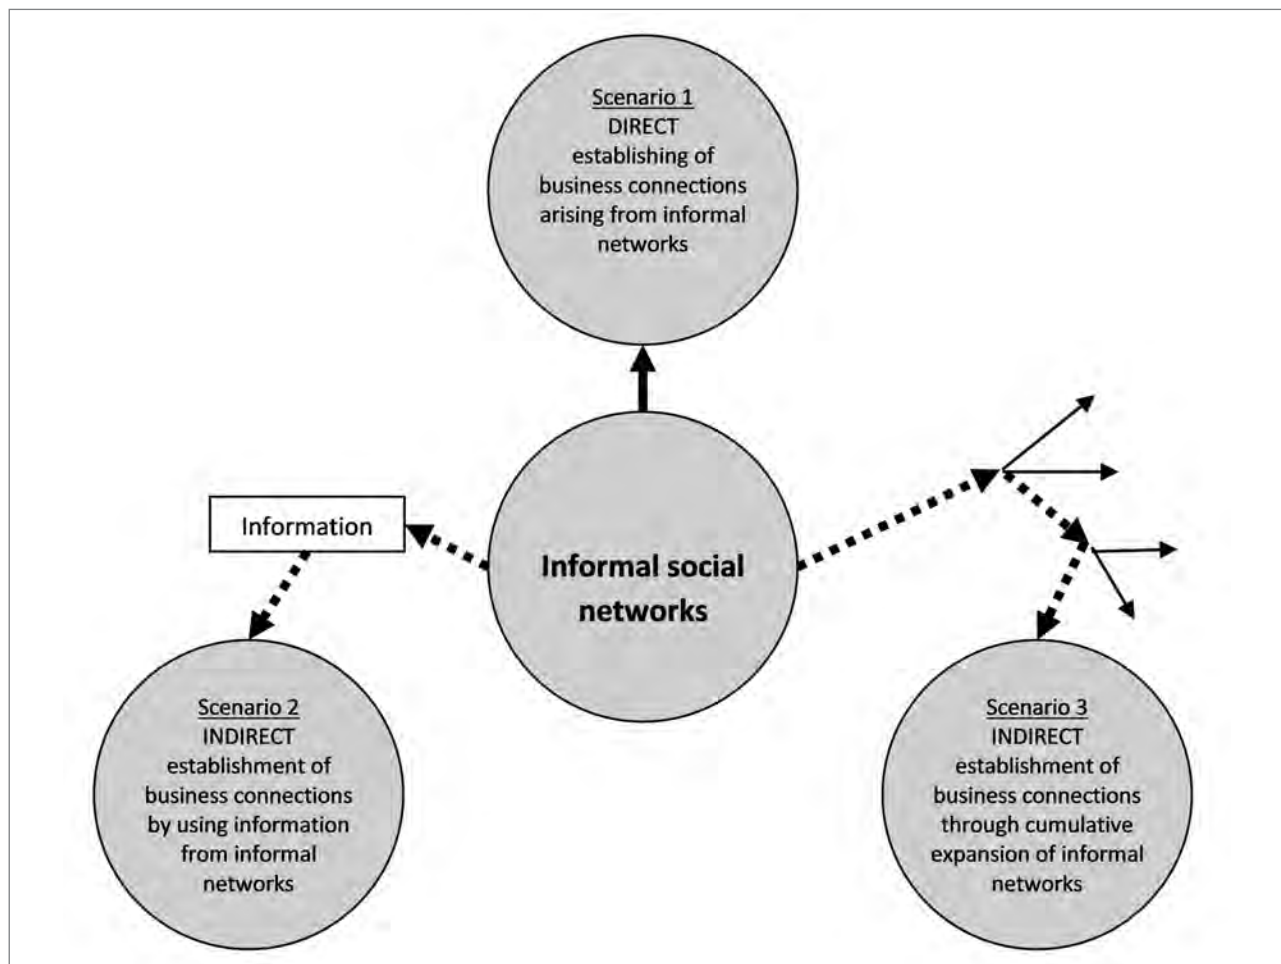 Scenario 1
DIRECT
establishing of
business connections
arising from informal
networks
Information
Informal social
networks
Scenario 2
INDIRECT
establishment of
business connections
by using information
from informal
networks
Scenario 3
INDIRECT
establishment of
business connections
through cumulative
expansion of informal
networks